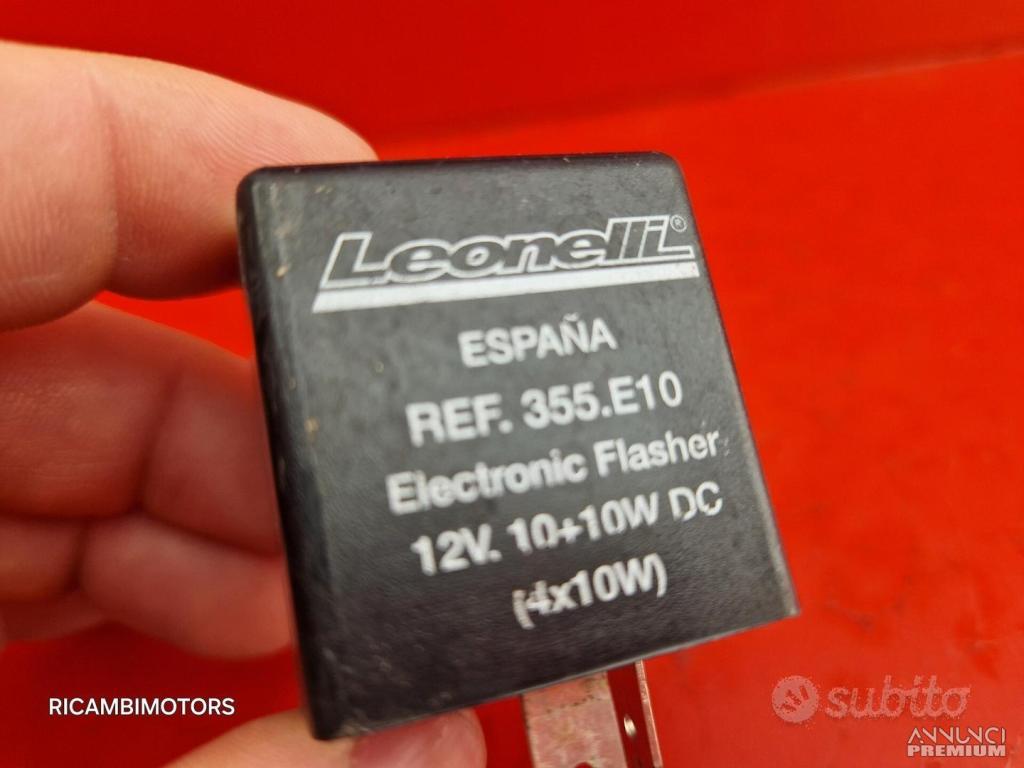 Leonelli®
ESPAÑA
REF. 355.E10
Electronic Flasher
12V. 10+10W DC
(4x10W)
RICAMBIMOTORS
subito
ANNUNCI
PREMIUM